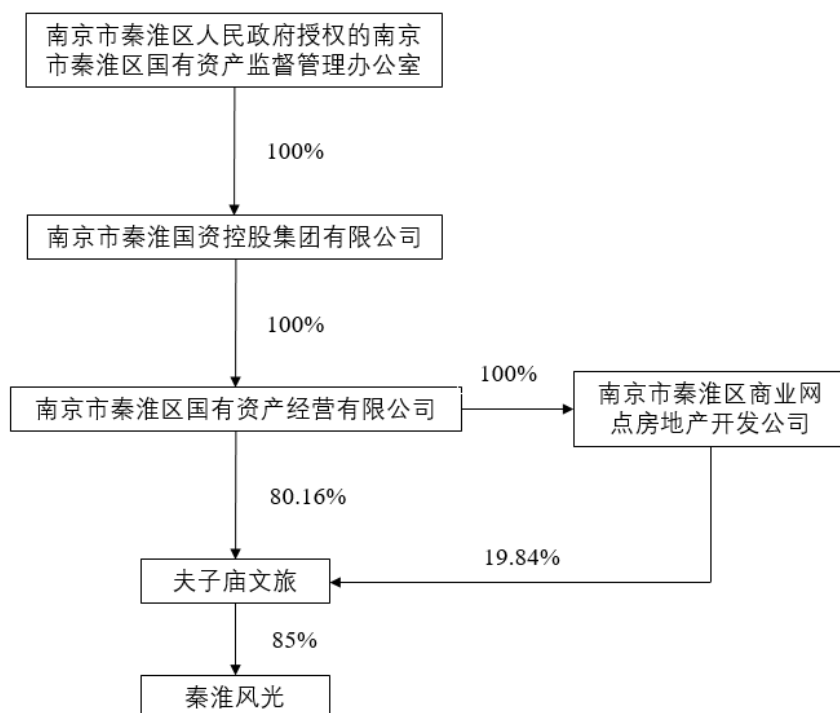 南京市秦淮区人民政府授权的南京
市秦淮区国有资产监督管理办公室
100%
南京市秦淮国资控股集团有限公司
100%
南京市秦淮区国有资产经营有限公司
100%
南京市秦淮区商业网
点房地产开发公司
80.16%
19.84%
夫子庙文旅
85%
秦淮风光